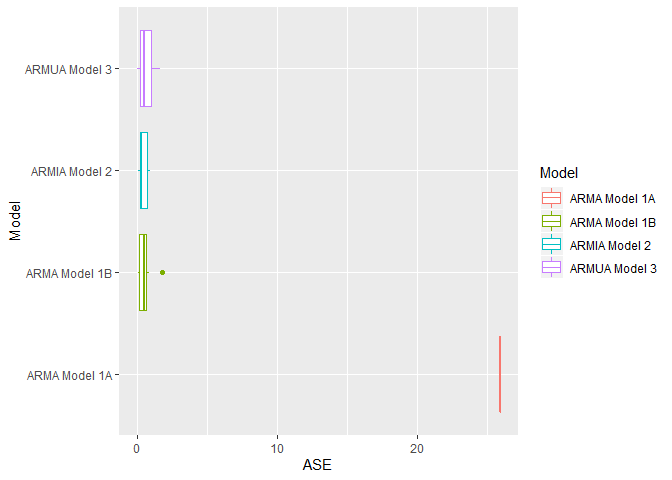 ARMUA Model 3
ARMIA Model 2
ARMA Model 1B
ARMA Model 1A
Model
0
10
20
ASE
Model
ARMA Model 1A
ARMA Model 1B
ARMIA Model 2
ARMUA Model 3